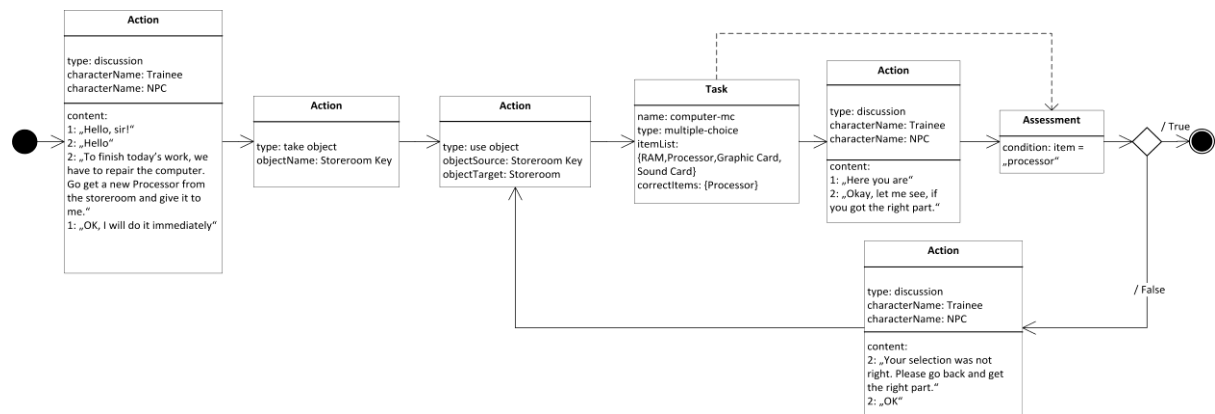 Action
type: discussion
characterName: Trainee
characterName: NPC
content:
1: „Hello, sir!“
2: „Hello“
2: „To finish today’s work, we
have to repair the computer.
Go get a new Processor from
the storeroom and give it to
me.“
1: „OK, I will do it immediately“
Action
type: take object
objectName: Storeroom Key
Action
type: use object
objectSource: Storeroom Key
objectTarget: Storeroom
Task
name: computer-mc
type: multiple-choice
itemList:
{RAM,Processor,Graphic Card,
Sound Card}
correctItems: {Processor}
Action
type: discussion
characterName: Trainee
characterName: NPC
content:
1: „Here you are“
2: „Okay, let me see, if
you got the right part.“
Assessment
condition: item =
„processor“
/ True
/ False
Action
type: discussion
characterName: Trainee
characterName: NPC
content:
2: „Your selection was not
right. Please go back and get
the right part.“
2: „OK“